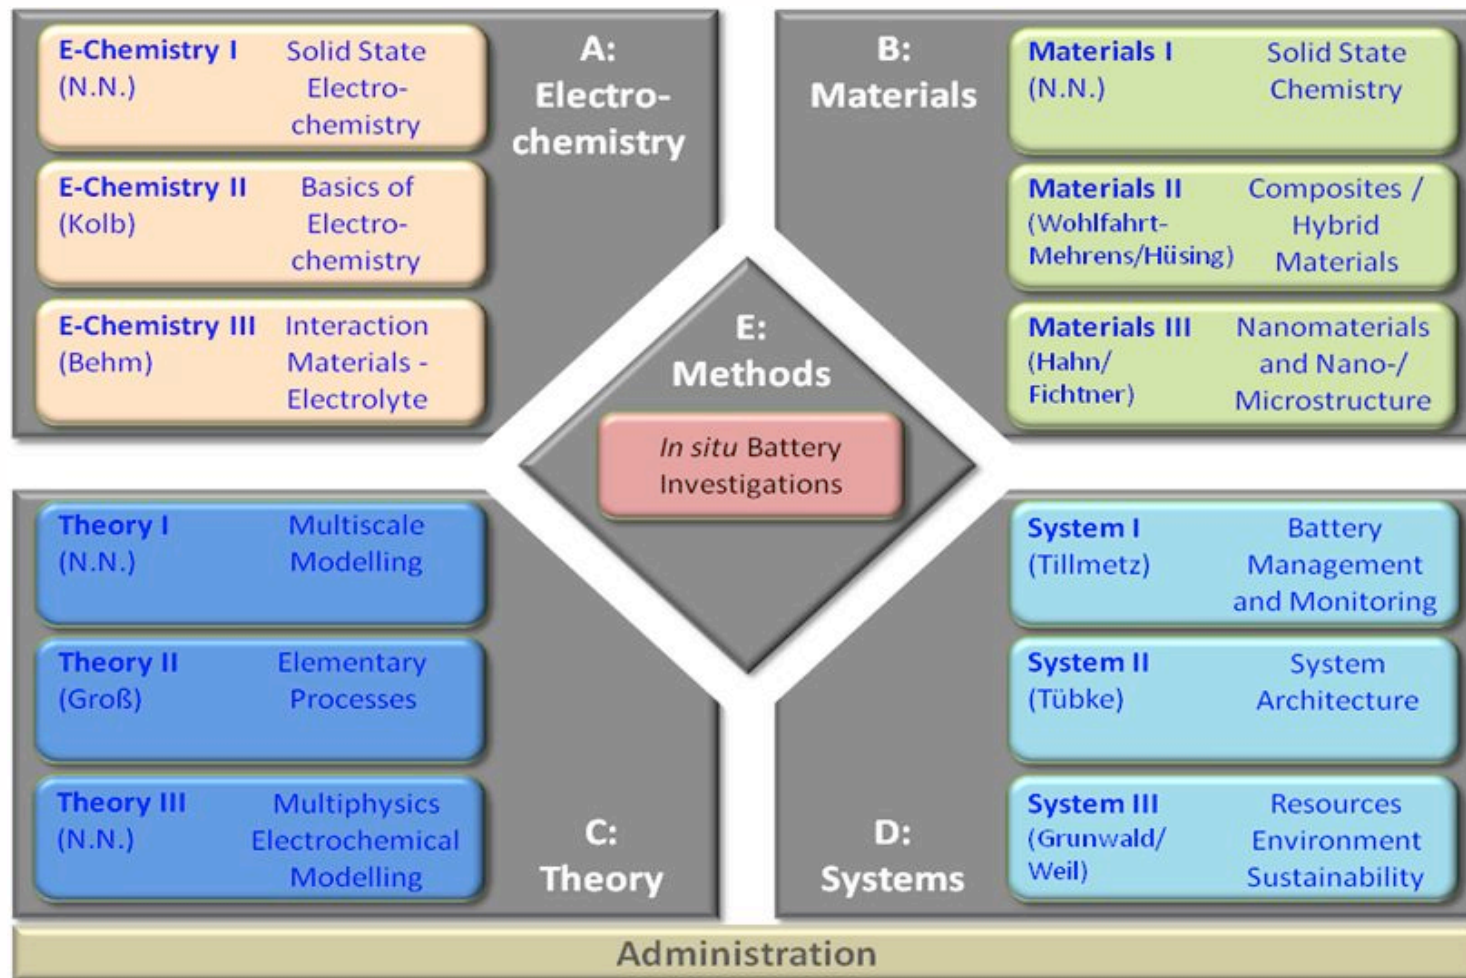 E-Chemistry I
(N.N.)
Solid State
Electro-
chemistry
E-Chemistry II
(Kolb)
Basics of
Electro-
chemistry
E-Chemistry III
(Behm)
Interaction
Materials -
Electrolyte
A:
Electro-
chemistry
B:
Materials
Materials I
(N.N.)
Solid State
Chemistry
Materials II
(Wohlfahrt-
Mehrens/Hüsing)
Composites /
Hybrid
Materials
Materials III
(Hahn/
Fichtner)
Nanomaterials
and Nano-/
Microstructure
E:
Methods
In situ Battery
Investigations
Theory I
(N.N.)
Multiscale
Modelling
Theory II
(Groß)
Elementary
Processes
Theory III
(N.N.)
Multiphysics
Electrochemical
Modelling
C:
Theory
D:
Systems
System I
(Tillmetz)
Battery
Management
and Monitoring
System II
(Tübke)
System
Architecture
System III
(Grunwald/
Weil)
Resources
Environment
Sustainability
Administration